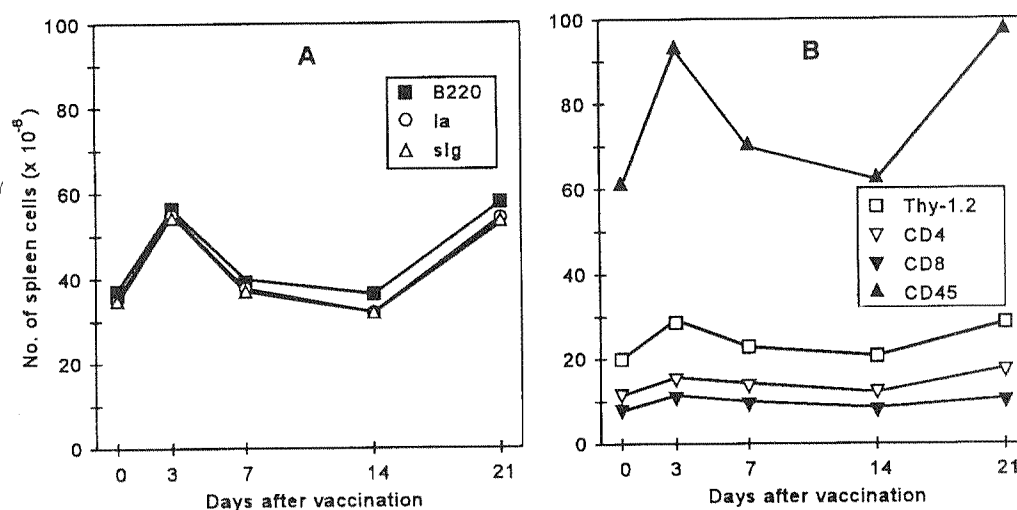 A
B220
Ia
sIg
No. of spleen cells (x 10⁻⁶)
100
80
60
40
20
0
0 3 7 14 21
Days after vaccination
B
Thy-1.2
CD4
CD8
CD45
100
80
60
40
20
0
0 3 7 14 21
Days after vaccination